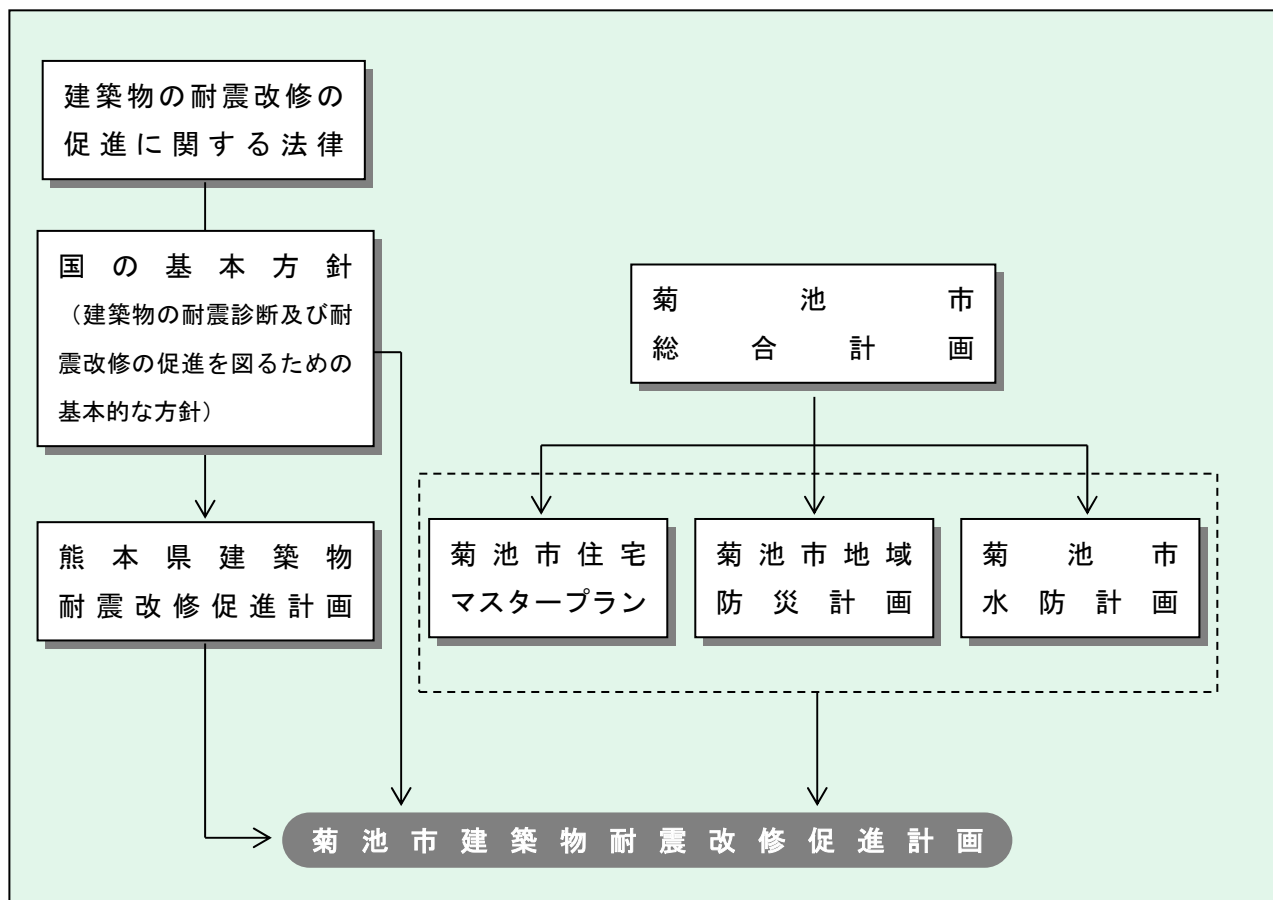 建築物の耐震改修の
促進に関する法律
国の基本方針
（建築物の耐震診断及び耐
震改修の促進を図るための
基本的な方針）
熊本県建築物
耐震改修促進計画
菊池市
総合計画
菊池市住宅
マスタープラン
菊池市地域
防災計画
菊池市
水防計画
菊池市建築物耐震改修促進計画